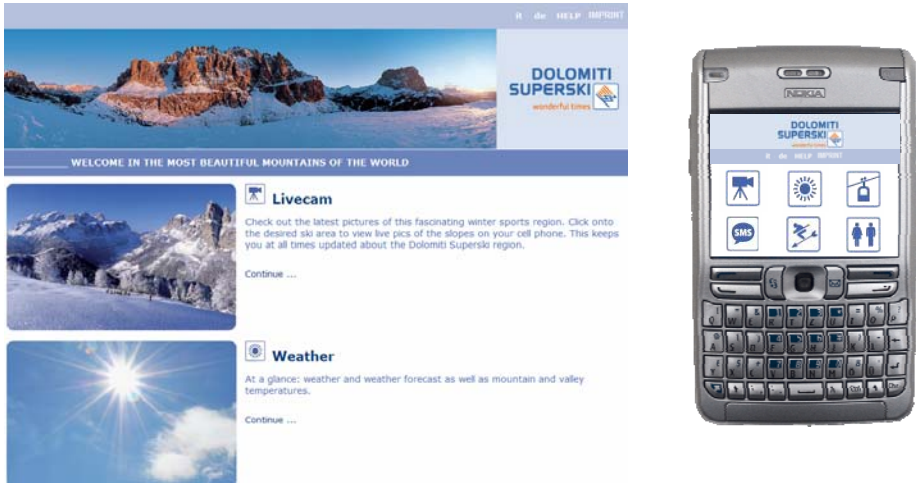 it de HELP IMPRINT
DOLOMITI
SUPERSKI
wonderful times
WELCOME IN THE MOST BEAUTIFUL MOUNTAINS OF THE WORLD
Livecam
Check out the latest pictures of this fascinating winter sports region. Click onto
the desired ski area to view live pics of the slopes on your cell phone. This keeps
you at all times updated about the Dolomiti Superski region.
Continue ...
Weather
At a glance: weather and weather forecast as well as mountain and valley
temperatures.
Continue ...
NOKIA
DOLOMITI
SUPERSKI
wonderful times
it de HELP IMPRINT
SMS